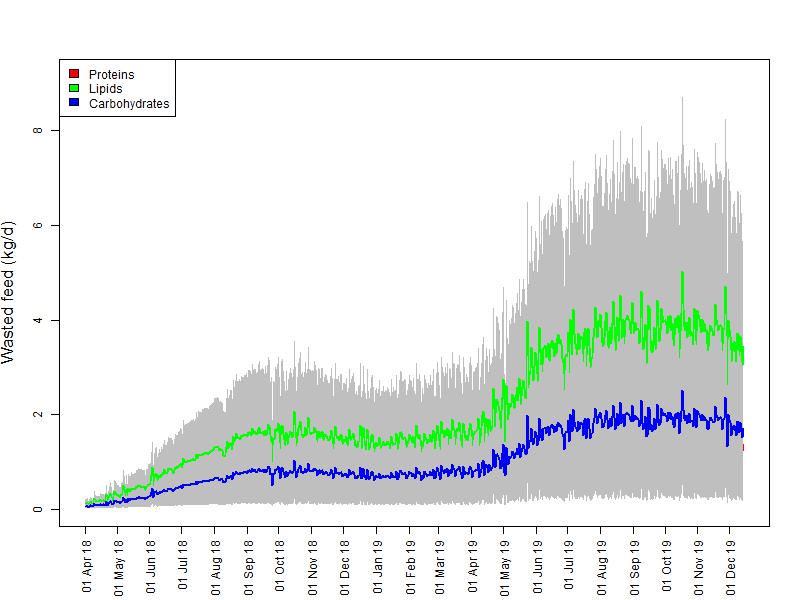 Proteins
Lipids
Carbohydrates
Wasted feed (kg/d)
8
6
4
2
0
01 Apr 18
01 May 18
01 Jun 18
01 Jul 18
01 Aug 18
01 Sep 18
01 Oct 18
01 Nov 18
01 Dec 18
01 Jan 19
01 Feb 19
01 Mar 19
01 Apr 19
01 May 19
01 Jun 19
01 Jul 19
01 Aug 19
01 Sep 19
01 Oct 19
01 Nov 19
01 Dec 19